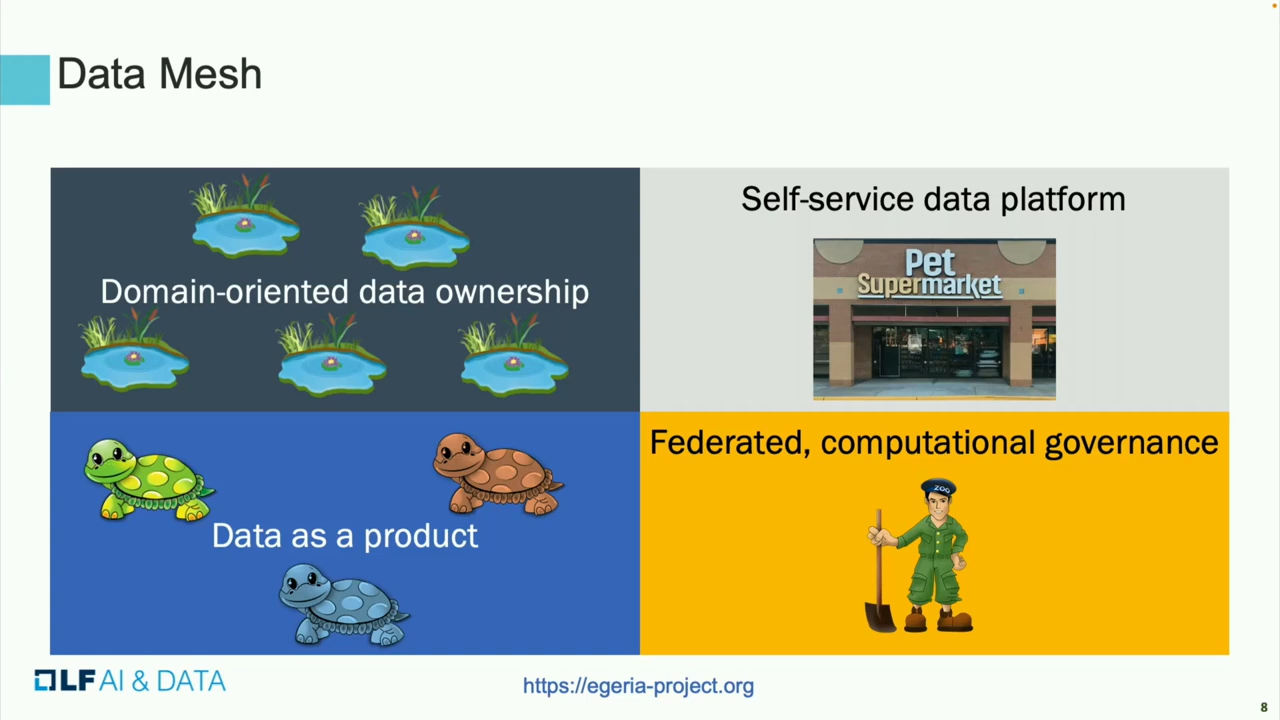 Data Mesh
Domain-oriented data ownership
Self-service data platform
Pet
Supermarket
Data as a product
Federated, computational governance
ZOO
LF AI & DATA
https://egeria-project.org
8